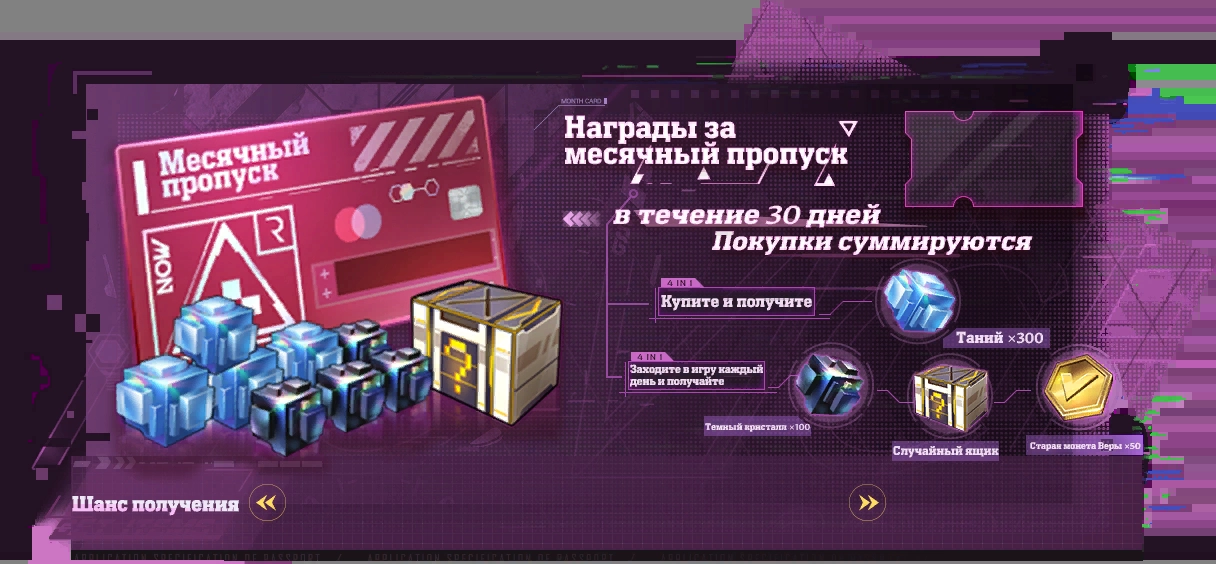 MONTH CARD
Месячный
пропуск
NOW
R
Награды за
месячный пропуск
в течение 30 дней
Покупки суммируются
4 IN 1
Купите и получите
Таний ×300
4 IN 1
Заходите в игру каждый
день и получайте
Темный кристалл ×100
Случайный ящик
Старая монета Веры ×50
Шанс получения
APPLICATION SPECIFICATION OF PASSPORT / APPLICATION SPECIFICATION OF PASSPORT /